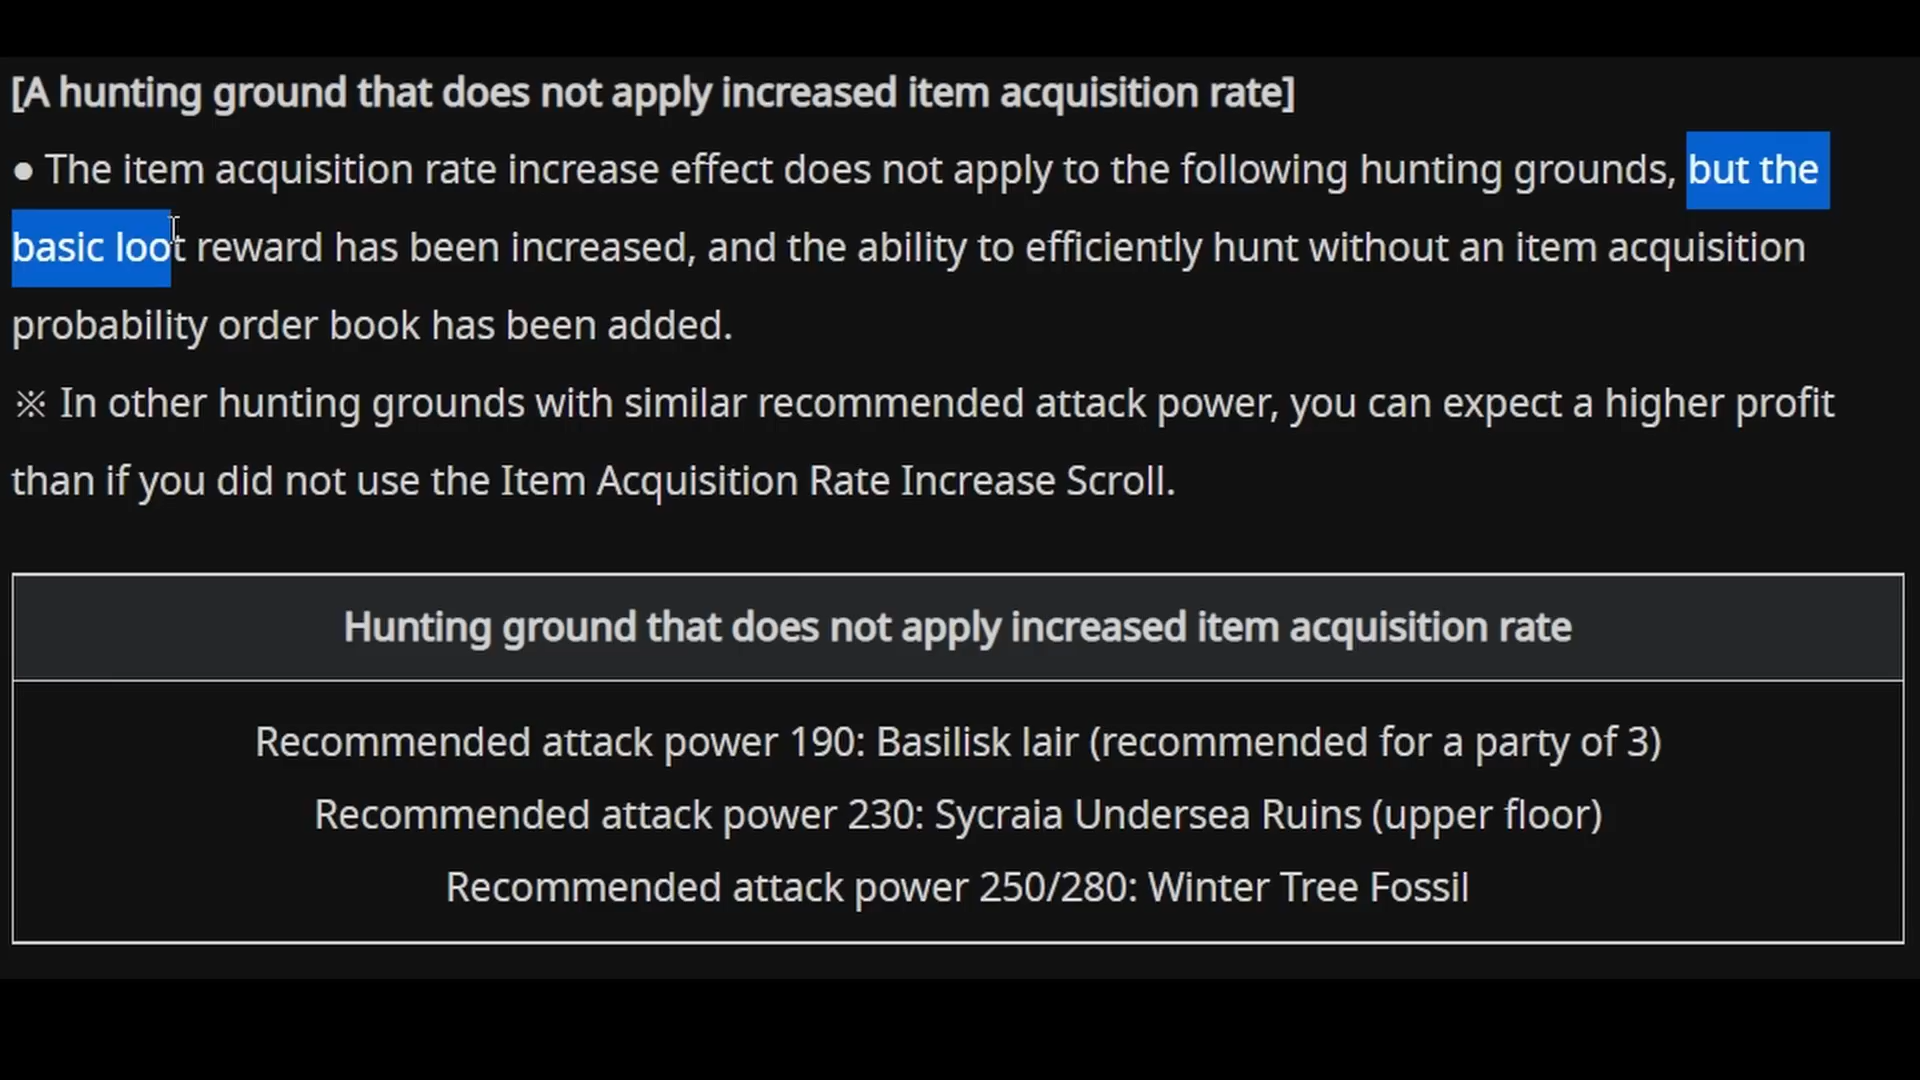 [A hunting ground that does not apply increased item acquisition rate]
● The item acquisition rate increase effect does not apply to the following hunting grounds, but the
basic loot reward has been increased, and the ability to efficiently hunt without an item acquisition
probability order book has been added.
※ In other hunting grounds with similar recommended attack power, you can expect a higher profit
than if you did not use the Item Acquisition Rate Increase Scroll.
Hunting ground that does not apply increased item acquisition rate
Recommended attack power 190: Basilisk lair (recommended for a party of 3)
Recommended attack power 230: Sycraia Undersea Ruins (upper floor)
Recommended attack power 250/280: Winter Tree Fossil